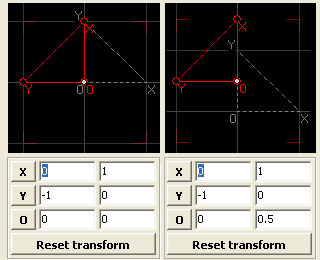 Y Y
X X
Y
Y O O X Y
O X
O
X 0 1 X 0 1
Y -1 0 Y -1 0
O 0 0 O 0 0.5
Reset transform Reset transform